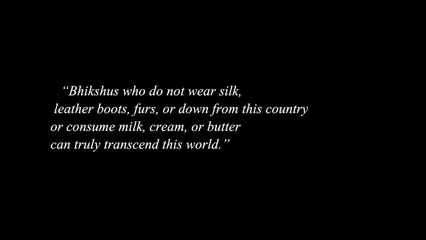 “Bhikshus who do not wear silk,
leather boots, furs, or down from this country
or consume milk, cream, or butter
can truly transcend this world.”